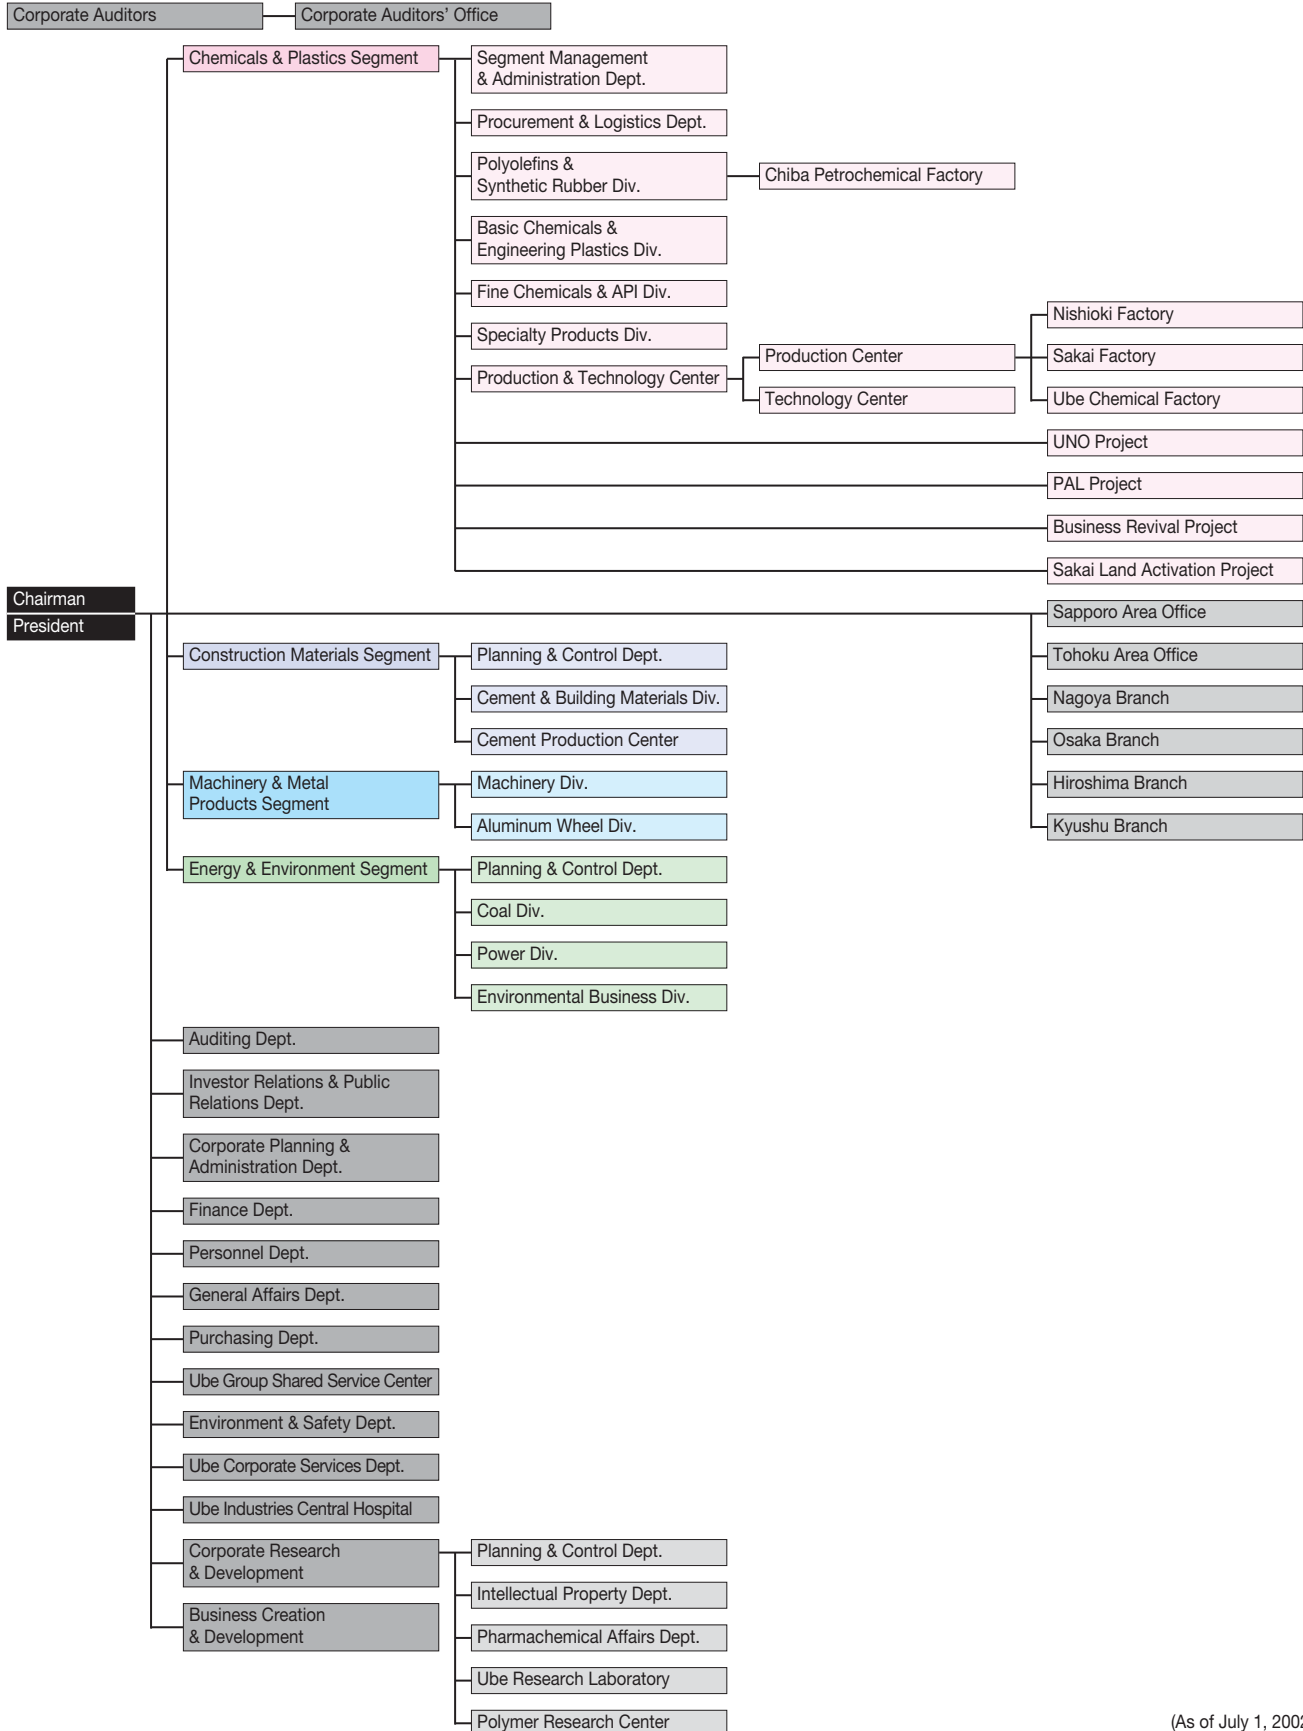 Corporate Auditors
Corporate Auditors' Office
Chemicals & Plastics Segment
Segment Management
& Administration Dept.
Procurement & Logistics Dept.
Polyolefins &
Synthetic Rubber Div.
Chiba Petrochemical Factory
Basic Chemicals &
Engineering Plastics Div.
Fine Chemicals & API Div.
Specialty Products Div.
Production & Technology Center
Production Center
Technology Center
Nishioki Factory
Sakai Factory
Ube Chemical Factory
UNO Project
PAL Project
Business Revival Project
Sakai Land Activation Project
Chairman
President
Sapporo Area Office
Tohoku Area Office
Nagoya Branch
Osaka Branch
Hiroshima Branch
Kyushu Branch
Construction Materials Segment
Planning & Control Dept.
Cement & Building Materials Div.
Cement Production Center
Machinery & Metal
Products Segment
Machinery Div.
Aluminum Wheel Div.
Energy & Environment Segment
Planning & Control Dept.
Coal Div.
Power Div.
Environmental Business Div.
Auditing Dept.
Investor Relations & Public
Relations Dept.
Corporate Planning &
Administration Dept.
Finance Dept.
Personnel Dept.
General Affairs Dept.
Purchasing Dept.
Ube Group Shared Service Center
Environment & Safety Dept.
Ube Corporate Services Dept.
Ube Industries Central Hospital
Corporate Research
& Development
Planning & Control Dept.
Intellectual Property Dept.
Pharmachemical Affairs Dept.
Ube Research Laboratory
Polymer Research Center
Business Creation
& Development
(As of July 1, 2002